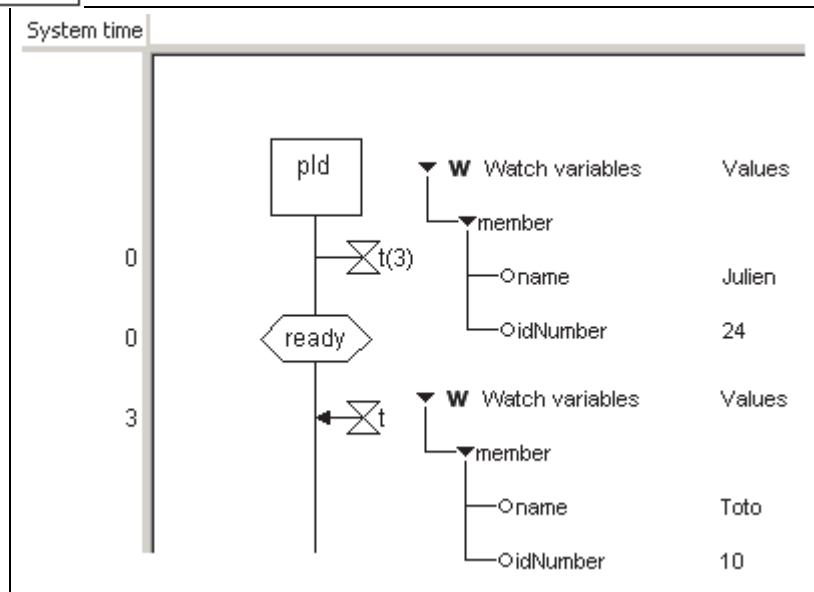 System time
pId W Watch variables Values
member
0 t(3)
name Julien
0 ready idNumber 24
W Watch variables Values
3 t
member
name Toto
idNumber 10